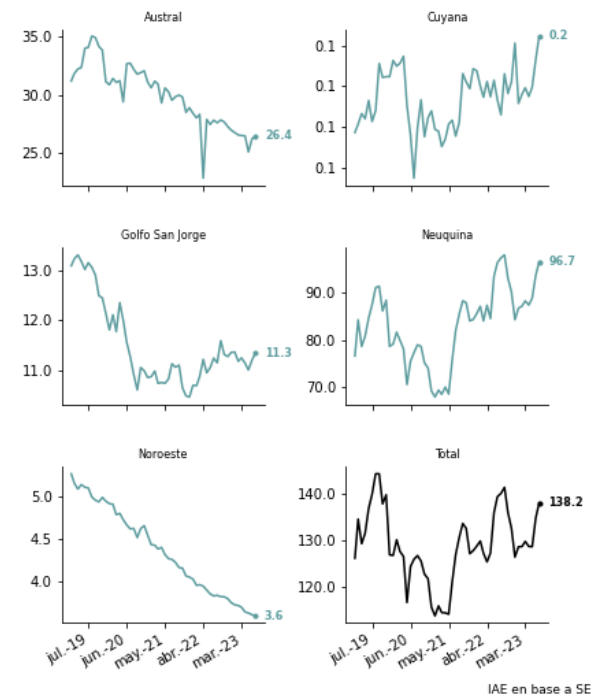 Austral
35.0
30.0
25.0
26.4
Cuyana
0.1
0.1
0.1
0.1
0.2
Golfo San Jorge
13.0
12.0
11.0
11.3
Neuquina
90.0
80.0
70.0
96.7
Noroeste
5.0
4.5
4.0
3.6
jul.-19
jun.-20
may.-21
abr.-22
mar.-23
Total
140.0
130.0
120.0
138.2
jul.-19
jun.-20
may.-21
abr.-22
mar.-23
IAE en base a SE